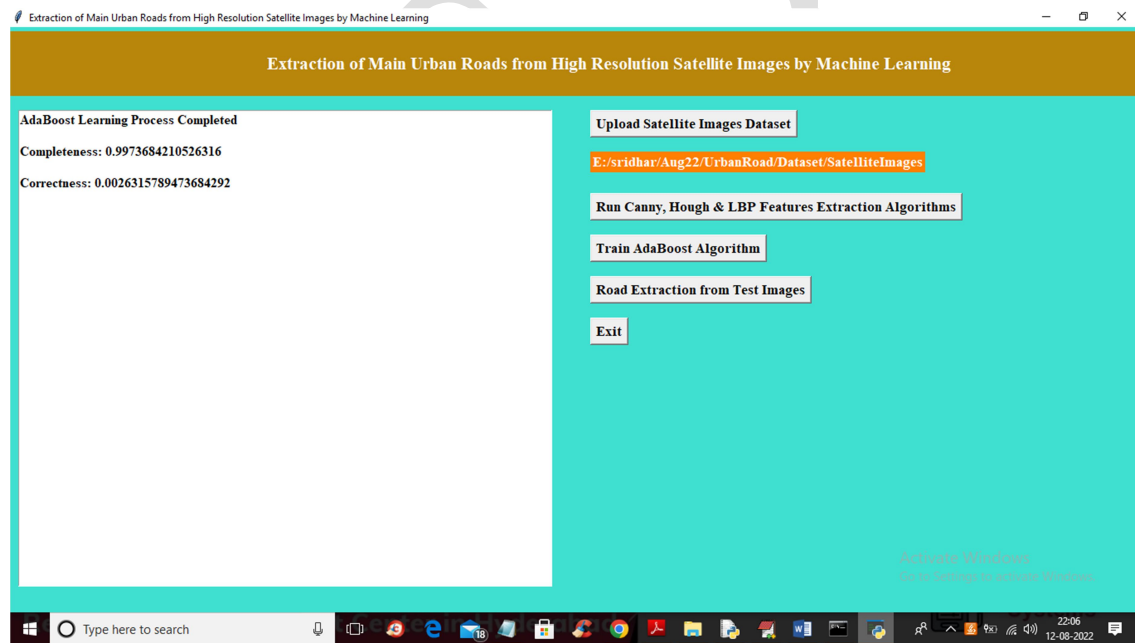 Extraction of Main Urban Roads from High Resolution Satellite Images by Machine Learning
Extraction of Main Urban Roads from High Resolution Satellite Images by Machine Learning
AdaBoost Learning Process Completed
Completeness: 0.9973684210526316
Correctness: 0.0026315789473684292
Upload Satellite Images Dataset
E:/sridhar/Aug22/UrbanRoad/Dataset/SatelliteImages
Run Canny, Hough & LBP Features Extraction Algorithms
Train AdaBoost Algorithm
Road Extraction from Test Images
Exit
Activate Windows
Go to Settings to activate Windows.
Type here to search
18
22:06
12-08-2022